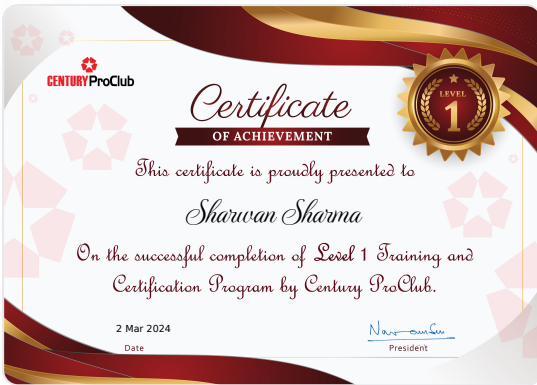 CENTURY ProClub
Certificate
OF ACHIEVEMENT
LEVEL
1
This certificate is proudly presented to
Sharwan Sharma
On the successful completion of Level 1 Training and
Certification Program by Century ProClub.
2 Mar 2024
Date
President